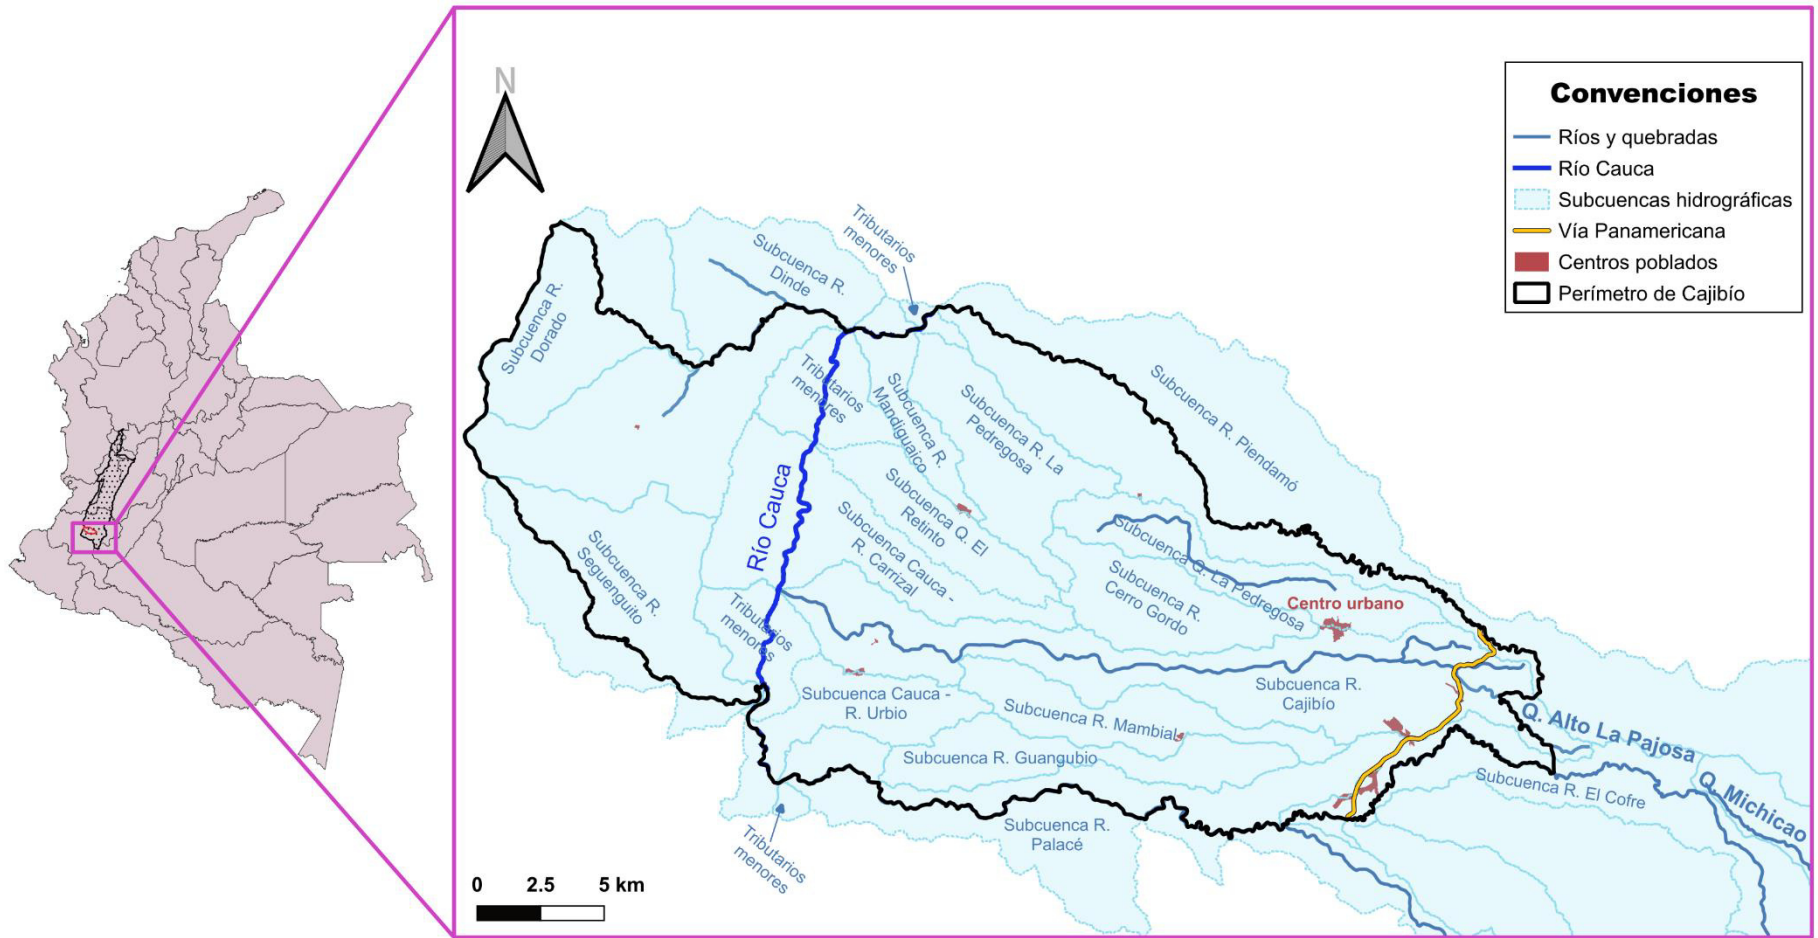 N
Convenciones
Ríos y quebradas
Río Cauca
Subcuencas hidrográficas
Vía Panamericana
Centros poblados
Perímetro de Cajibío
Tributarios
menores
Subcuenca R.
Dinde
Subcuenca R.
Dorado
Tributarios
menores
Subcuenca R.
Mandiguaico
Subcuenca R. La
Pedregosa
Subcuenca R. Piendamó
Río Cauca
Subcuenca Q. El
Retinto
Subcuenca Cauca -
R. Carrizal
Subcuenca Q. La Pedregosa
Subcuenca R.
Cerro Gordo
Centro urbano
Subcuenca R.
Seguenguito
Tributarios
menores
Subcuenca Cauca -
R. Urbio
Subcuenca R. Mambial
Subcuenca R.
Cajibío
Subcuenca R. Guangubio
Q. Alto La Pajosa
Q. Michicao
Subcuenca R. El Cofre
Subcuenca R.
Palacé
Tributarios
menores
0 2.5 5 km